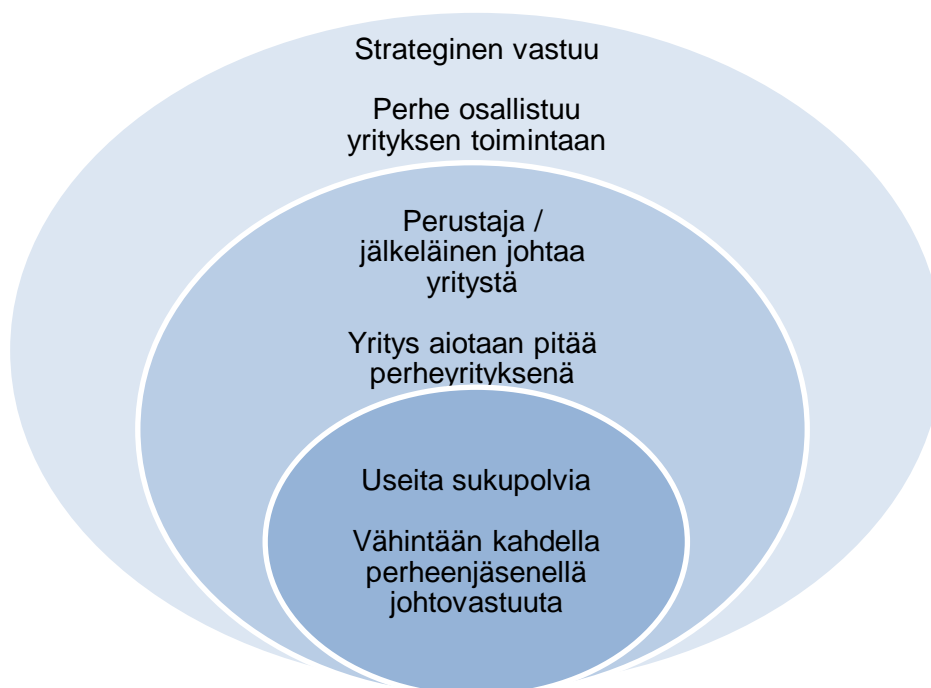 Strateginen vastuu
Perhe osallistuu
yrityksen toimintaan
Perustaja /
jälkeläinen johtaa
yritystä
Yritys aiotaan pitää
perheyrityksenä
Useita sukupolvia
Vähintään kahdella
perheenjäsenellä
johtovastuuta